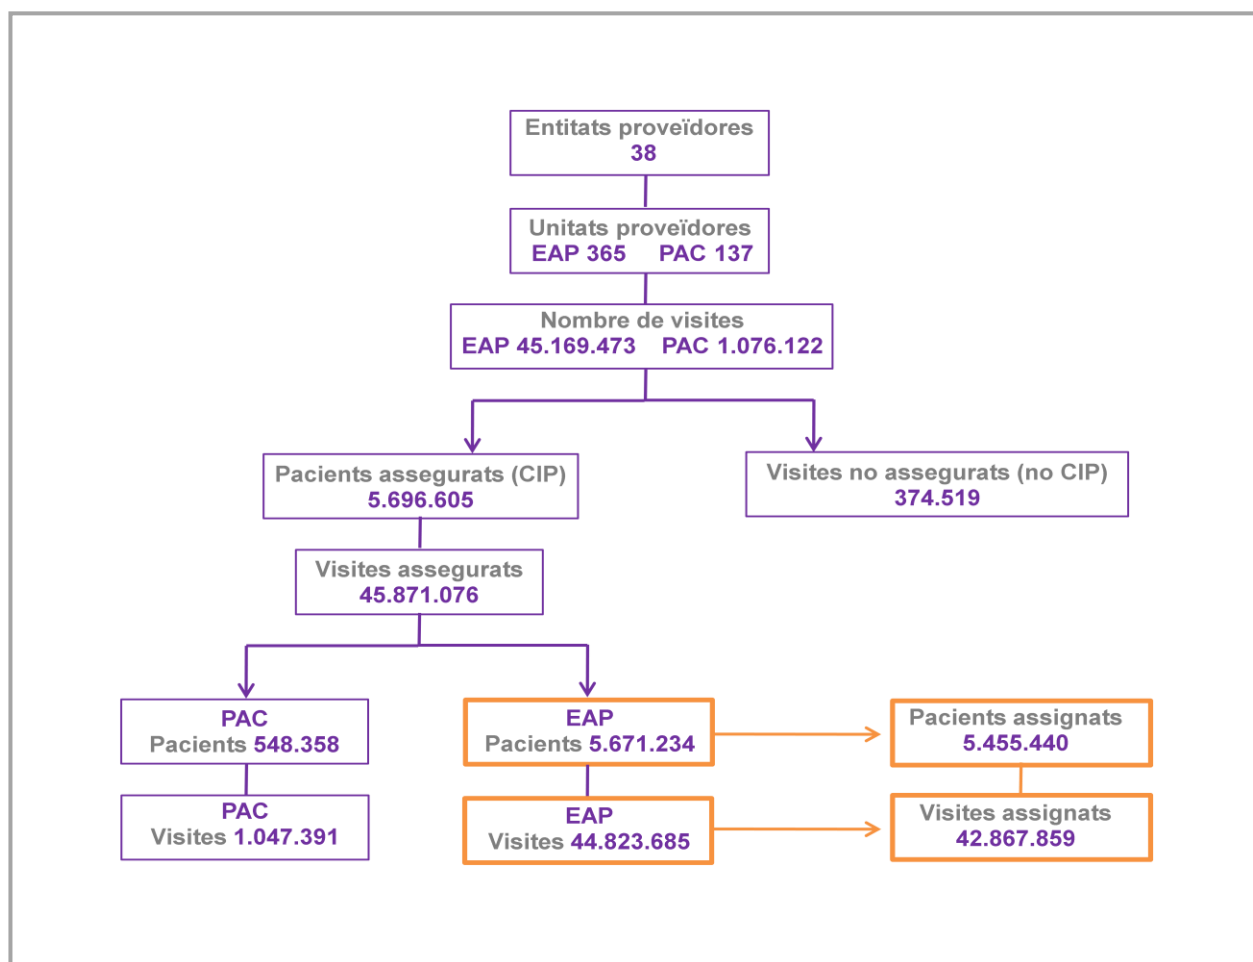 Entitats proveïdores
38
Unitats proveïdores
EAP 365 PAC 137
Nombre de visites
EAP 45.169.473 PAC 1.076.122
Pacients assegurats (CIP)
5.696.605
Visites no assegurats (no CIP)
374.519
Visites assegurats
45.871.076
PAC
Pacients 548.358
EAP
Pacients 5.671.234
Pacients assignats
5.455.440
PAC
Visites 1.047.391
EAP
Visites 44.823.685
Visites assignats
42.867.859